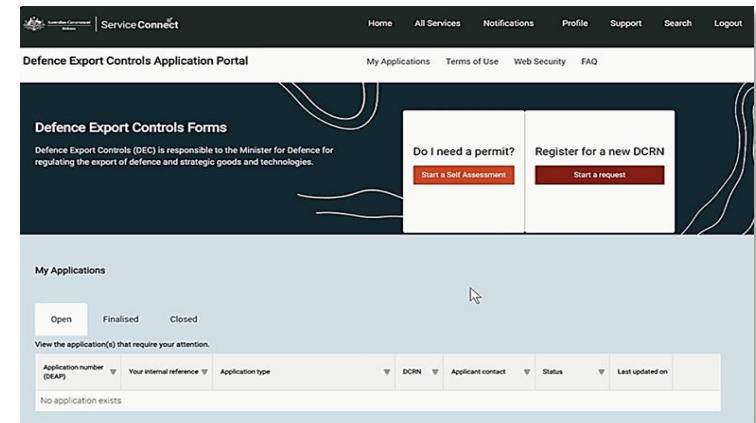 Australian Government
Defence
ServiceConnect
Home All Services Notifications Profile Support Search Logout
Defence Export Controls Application Portal
My Applications Terms of Use Web Security FAQ
Defence Export Controls Forms
Defence Export Controls (DEC) is responsible to the Minister for Defence for
regulating the export of defence and strategic goods and technologies.
Do I need a permit?
Start a Self Assessment
Register for a new DCRN
Start a request
My Applications
Open Finalised Closed
View the application(s) that require your attention.
Application number
(DEAP)
Your internal reference
Application type
DCRN
Applicant contact
Status
Last updated on
No application exists